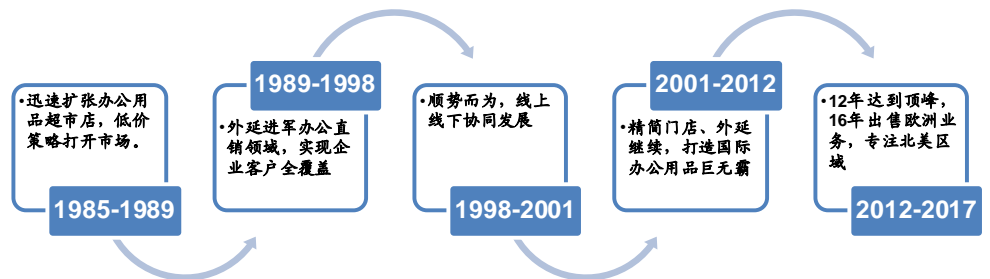 •迅速扩张办公用
品超市店，低价
策略打开市场。
1985-1989
1989-1998
•外延进军办公直
销领域，实现企
业客户全覆盖
•顺势而为，线上
线下协同发展
1998-2001
2001-2012
•精简门店、外延
继续，打造国际
办公用品巨无霸
•12年达到顶峰，
16年出售欧洲业
务，专注北美区
域
2012-2017